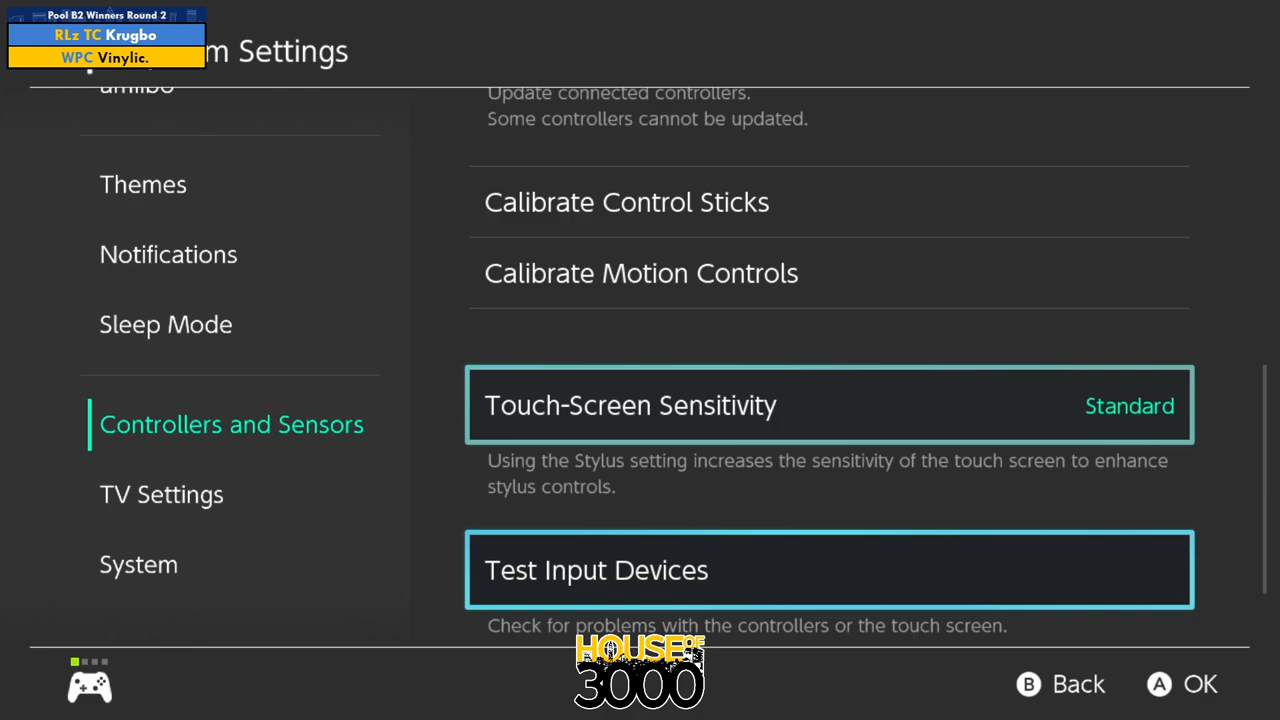 Pool B2 Winners Round 2
RLz TC Krugbo
WPC Vinylic.
m Settings
amiibo
Themes
Notifications
Sleep Mode
Controllers and Sensors
TV Settings
System
Update connected controllers.
Some controllers cannot be updated.
Calibrate Control Sticks
Calibrate Motion Controls
Touch-Screen Sensitivity Standard
Using the Stylus setting increases the sensitivity of the touch screen to enhance
stylus controls.
Test Input Devices
Check for problems with the controllers or the touch screen.
HOUSE OF
3000
B Back A OK